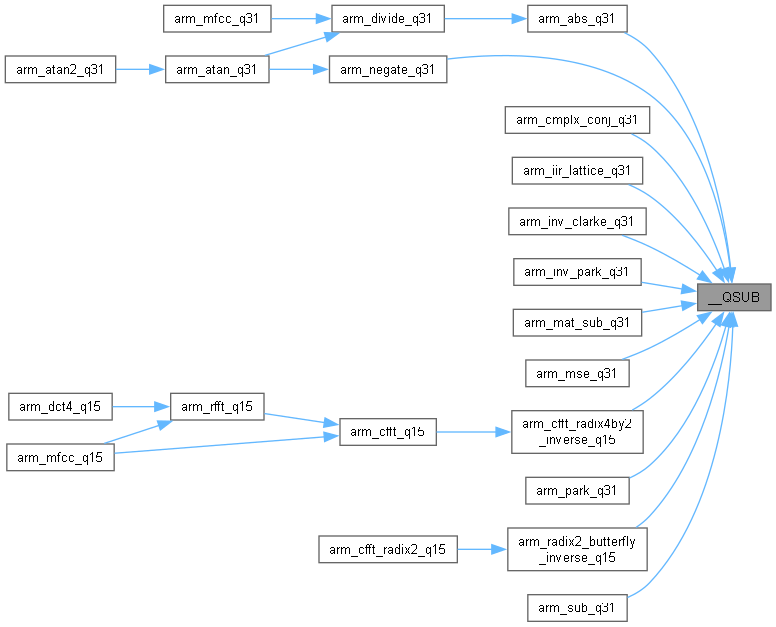 arm_mfcc_q31
arm_divide_q31
arm_abs_q31
arm_atan2_q31
arm_atan_q31
arm_negate_q31
arm_cmplx_conj_q31
arm_iir_lattice_q31
arm_inv_clarke_q31
arm_inv_park_q31
__QSUB
arm_mat_sub_q31
arm_mse_q31
arm_dct4_q15
arm_rfft_q15
arm_cfft_q15
arm_cfft_radix4by2
_inverse_q15
arm_mfcc_q15
arm_park_q31
arm_cfft_radix2_q15
arm_radix2_butterfly
_inverse_q15
arm_sub_q31